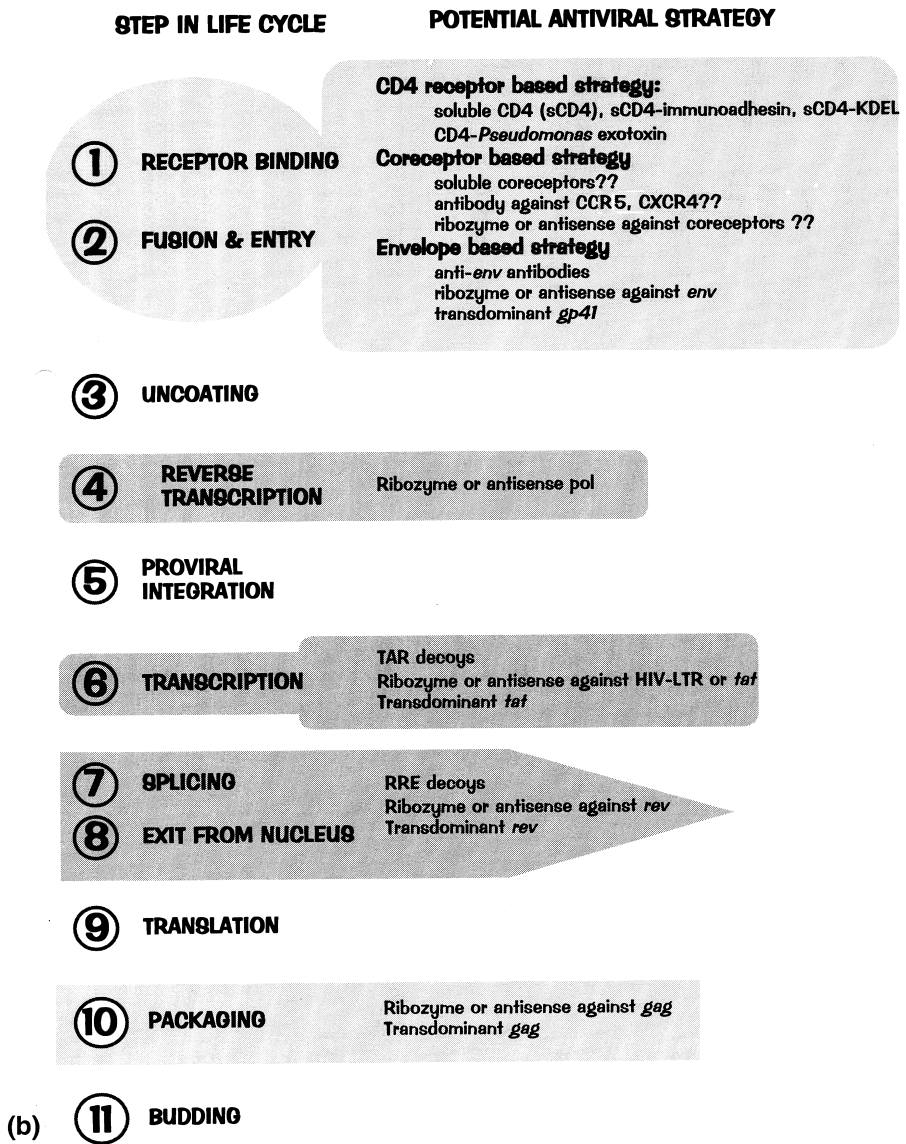 STEP IN LIFE CYCLE
POTENTIAL ANTIVIRAL STRATEGY
CD4 receptor based strategy:
soluble CD4 (sCD4), sCD4-immunoadhesin, sCD4-KDEL
CD4-Pseudomonas exotoxin
1 RECEPTOR BINDING
Coreceptor based strategy
soluble coreceptors??
antibody against CCR5, CXCR4??
ribozyme or antisense against coreceptors ??
2 FUSION & ENTRY
Envelope based strategy
anti-env antibodies
ribozyme or antisense against env
transdominant gp41
3 UNCOATING
4 REVERSE
TRANSCRIPTION
Ribozyme or antisense pol
5 PROVIRAL
INTEGRATION
6 TRANSCRIPTION
TAR decoys
Ribozyme or antisense against HIV-LTR or tat
Transdominant tat
7 SPLICING
8 EXIT FROM NUCLEUS
RRE decoys
Ribozyme or antisense against rev
Transdominant rev
9 TRANSLATION
10 PACKAGING
Ribozyme or antisense against gag
Transdominant gag
(b) 11 BUDDING